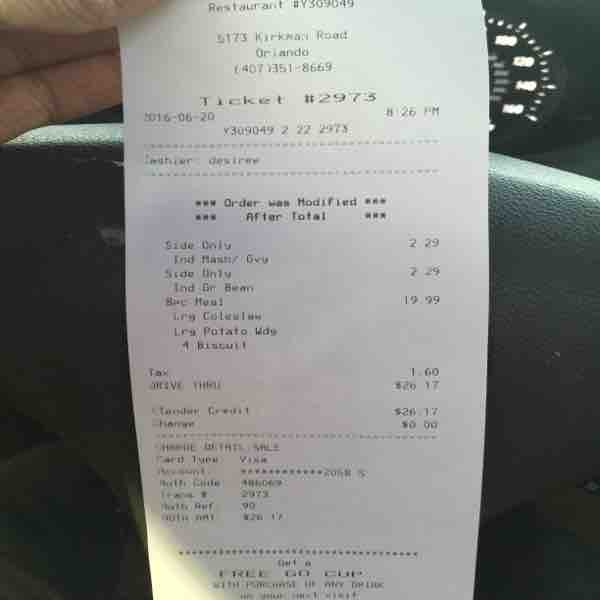 Restaurant #Y309049
5173 Kirkman Road
Orlando
(407)351-8669
Ticket #2973
2016-06-20 8:26 PM
Y309049 2 22 2973
Cashier: desiree
*** Order was Modified ***
*** After Total ***
Side Only 2.29
Ind Mash/ Gvy
Side Only 2.29
Ind Gr Bean
8pc Meal 19.99
Lrg Coleslaw
Lrg Potato Wdg
4 Biscuit
Tax 1.60
DRIVE THRU $26.17
Tender Credit $26.17
Change $0.00
CHARGE DETAIL SALE
Card Type Visa
Account: ************2058 S
Auth Code: 486069
Trans # 2973
Auth Ref: 90
Auth AMT: $26.17
Get a
FREE GO CUP
WITH PURCHASE OF ANY DRINK
on your next visit